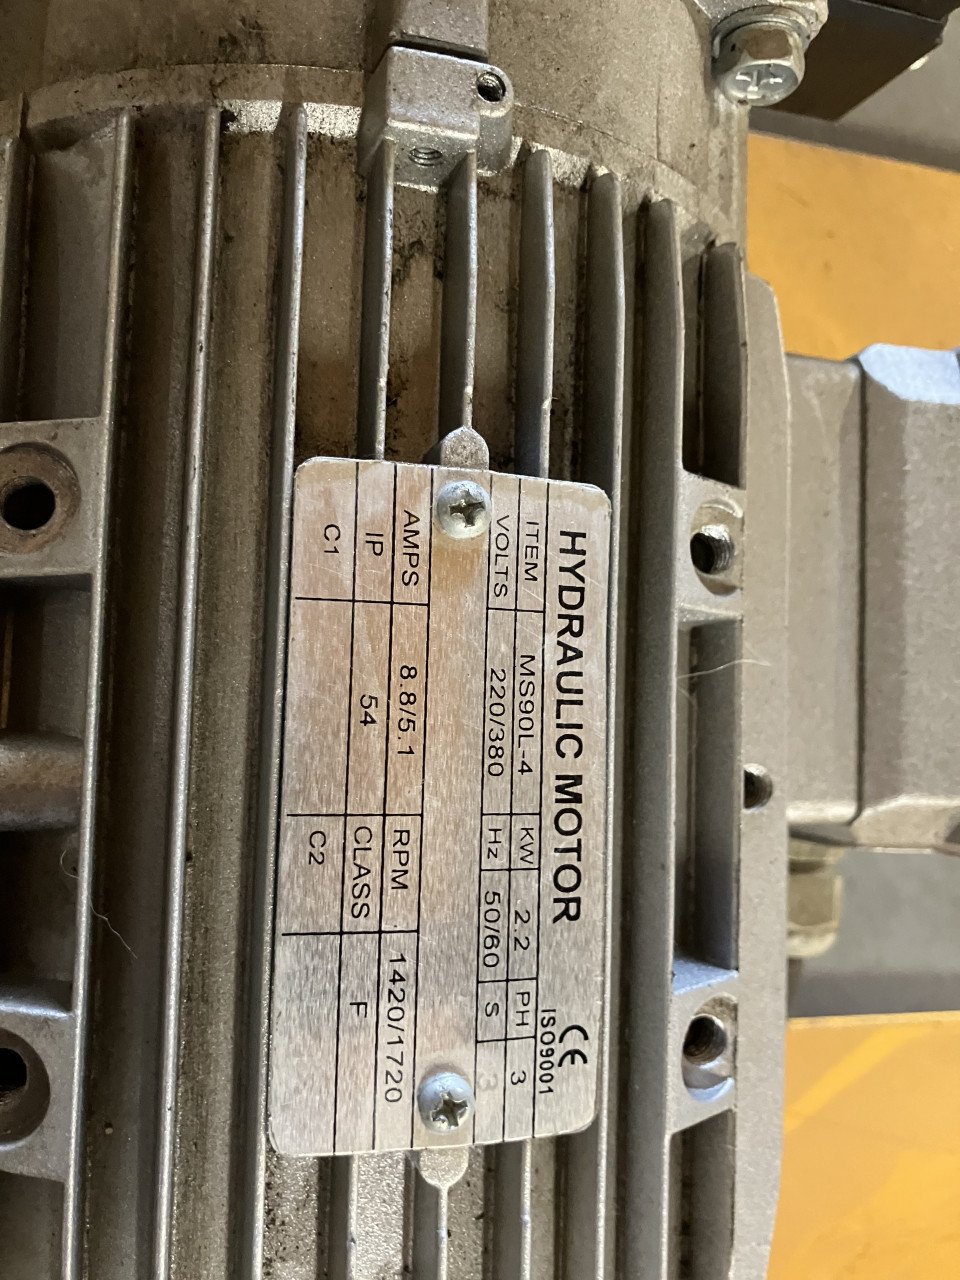 HYDRAULIC MOTOR CE
ISO9001
ITEM MS90L-4 KW 2.2 PH 3
VOLTS 220/380 Hz 50/60 S 3
AMPS 8.8/5.1 RPM 1420/1720
IP 54 CLASS F
C1 C2